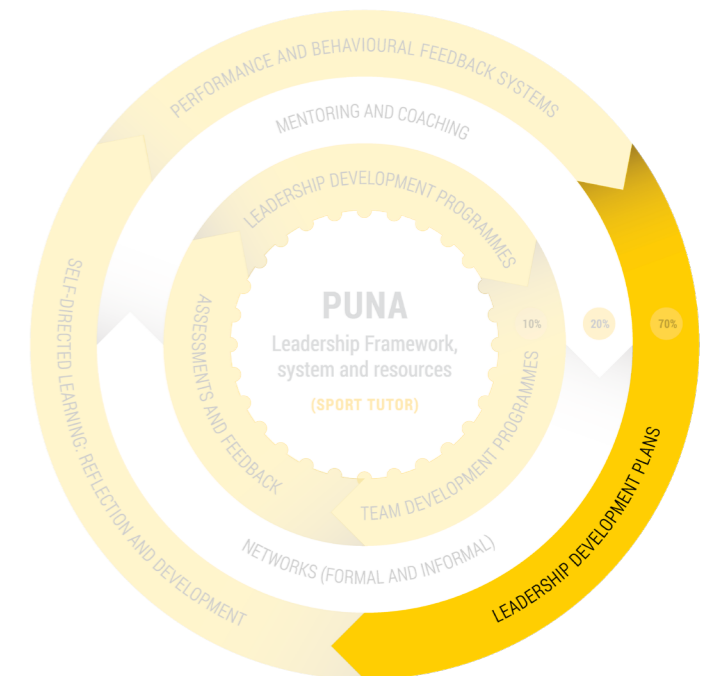 PERFORMANCE AND BEHAVIOURAL FEEDBACK SYSTEMS
MENTORING AND COACHING
LEADERSHIP DEVELOPMENT PROGRAMMES
PUNA
Leadership Framework,
system and resources
(SPORT TUTOR)
10%
20%
70%
ASSESSMENTS AND FEEDBACK
TEAM DEVELOPMENT PROGRAMMES
NETWORKS (FORMAL AND INFORMAL)
SELF-DIRECTED LEARNING: REFLECTION AND DEVELOPMENT
LEADERSHIP DEVELOPMENT PLANS